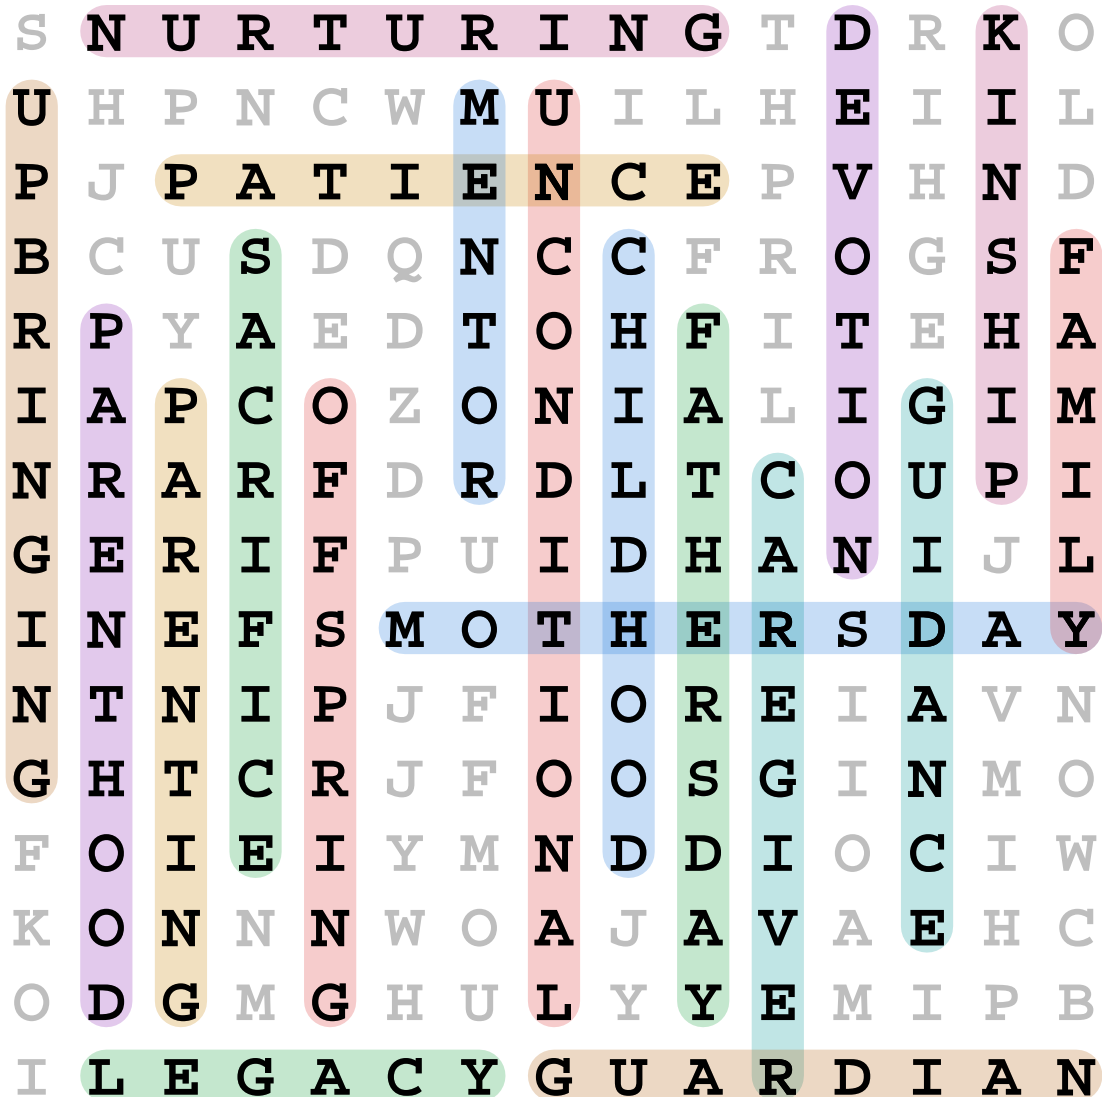 S N U R T U R I N G T D R K O
U H P N C W M U I L H E I I L
P J P A T I E N C E P V H N D
B C U S D Q N C C F R O G S F
R P Y A E D T O H F I T E H A
I A P C O Z O N I A L I G I M
N R A R F D R D L T C O U P I
G E R I F P U I D H A N I J L
I N E F S M O T H E R S D A Y
N T N I P J F I O R E I A V N
G H T C R J F O O S G I N M O
F O I E I Y M N D D I O C I W
K O N N N W O A J A V A E H C
O D G M G H U L Y Y E M I P B
I L E G A C Y G U A R D I A N